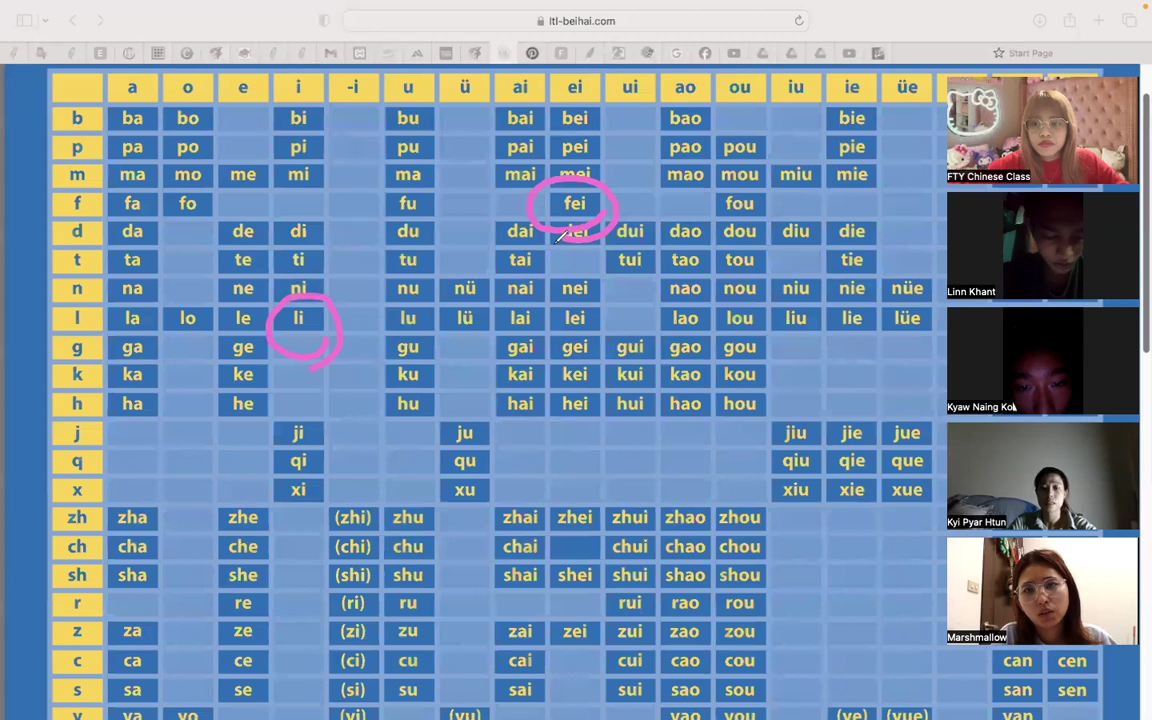 ltl-beihai.com
Start Page
a o e i -i u ü ai ei ui ao ou iu ie üe
b ba bo bi bu bai bei bao bie
p pa po pi pu pai pei pao pou pie
m ma mo me mi ma mai mei mao mou miu mie
f fa fo fu fei fou
d da de di du dai dei dui dao dou diu die
t ta te ti tu tai tui tao tou tie
n na ne ni nu nü nai nei nao nou niu nie nüe
l la lo le li lu lü lai lei lao lou liu lie lüe
g ga ge gu gai gei gui gao gou
k ka ke ku kai kei kui kao kou
h ha he hu hai hei hui hao hou
j ji ju jiu jie jue
q qi qu qiu qie que
x xi xu xiu xie xue
zh zha zhe (zhi) zhu zhai zhei zhui zhao zhou
ch cha che (chi) chu chai chui chao chou
sh sha she (shi) shu shai shei shui shao shou
r re (ri) ru rui rao rou
z za ze (zi) zu zai zei zui zao zou
c ca ce (ci) cu cai cui cao cou can cen
s sa se (si) su sai sui sao sou san sen
y ya yo (yi) (yu) yao you (ye) (yue) yan
FTY Chinese Class
Linn Khant
Kyaw Naing Ko
Kyi Pyar Htun
Marshmallow